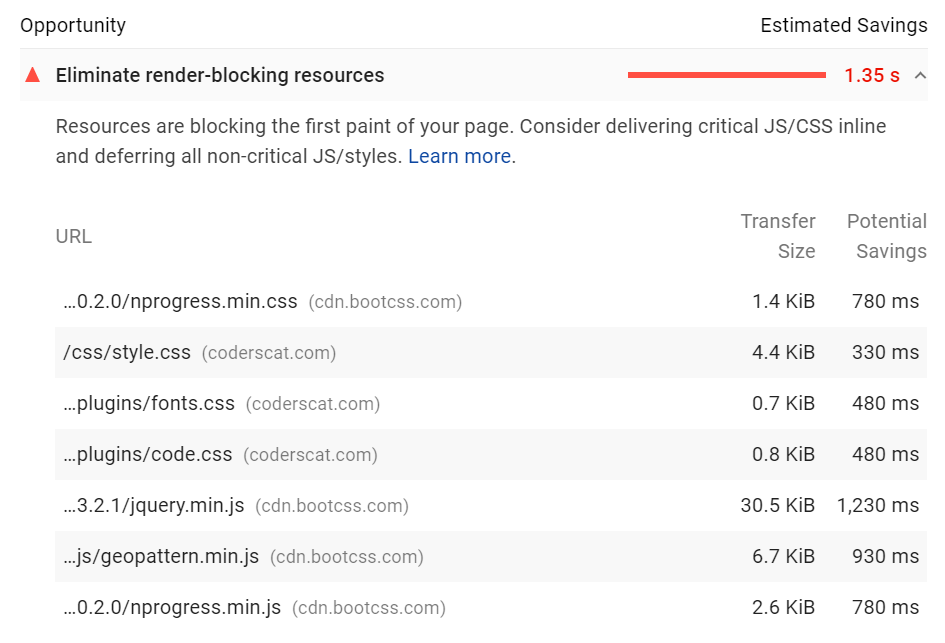 Opportunity Estimated Savings
Eliminate render-blocking resources 1.35 s
Resources are blocking the first paint of your page. Consider delivering critical JS/CSS inline
and deferring all non-critical JS/styles. Learn more.
URL Transfer Size Potential Savings
...0.2.0/nprogress.min.css (cdn.bootcss.com) 1.4 KiB 780 ms
/css/style.css (coderscat.com) 4.4 KiB 330 ms
...plugins/fonts.css (coderscat.com) 0.7 KiB 480 ms
...plugins/code.css (coderscat.com) 0.8 KiB 480 ms
...3.2.1/jquery.min.js (cdn.bootcss.com) 30.5 KiB 1,230 ms
...js/geopattern.min.js (cdn.bootcss.com) 6.7 KiB 930 ms
...0.2.0/nprogress.min.js (cdn.bootcss.com) 2.6 KiB 780 ms